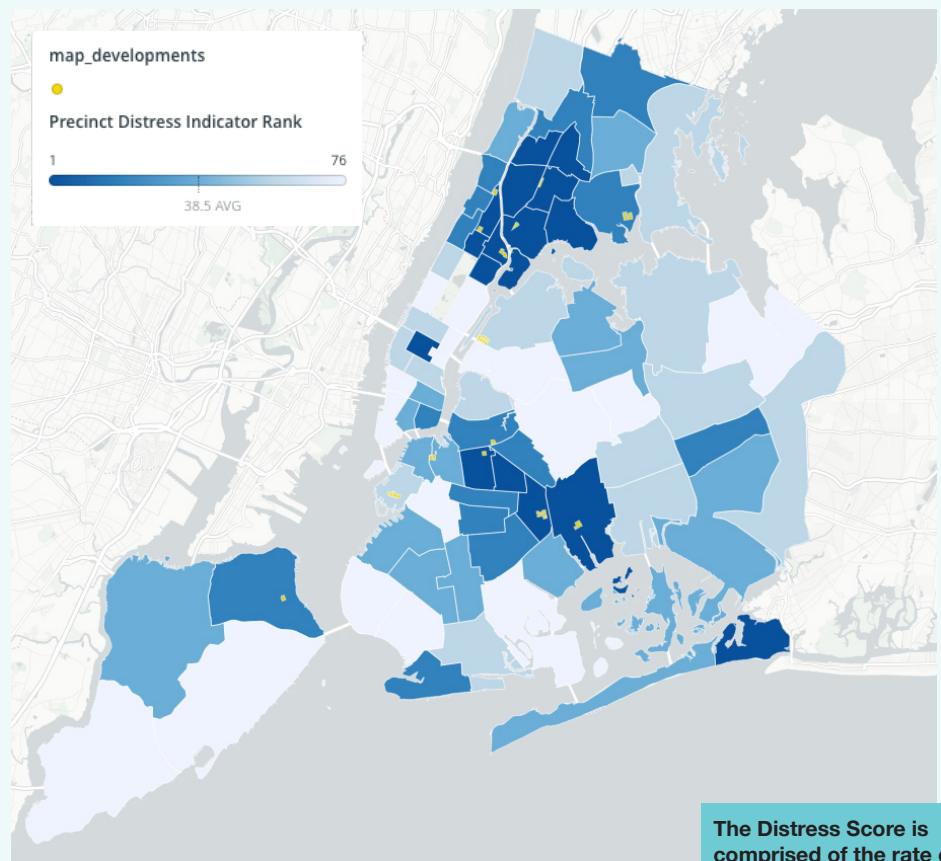 map_developments
Precinct Distress Indicator Rank
1 76
38.5 AVG
The Distress Score is
comprised of the rate